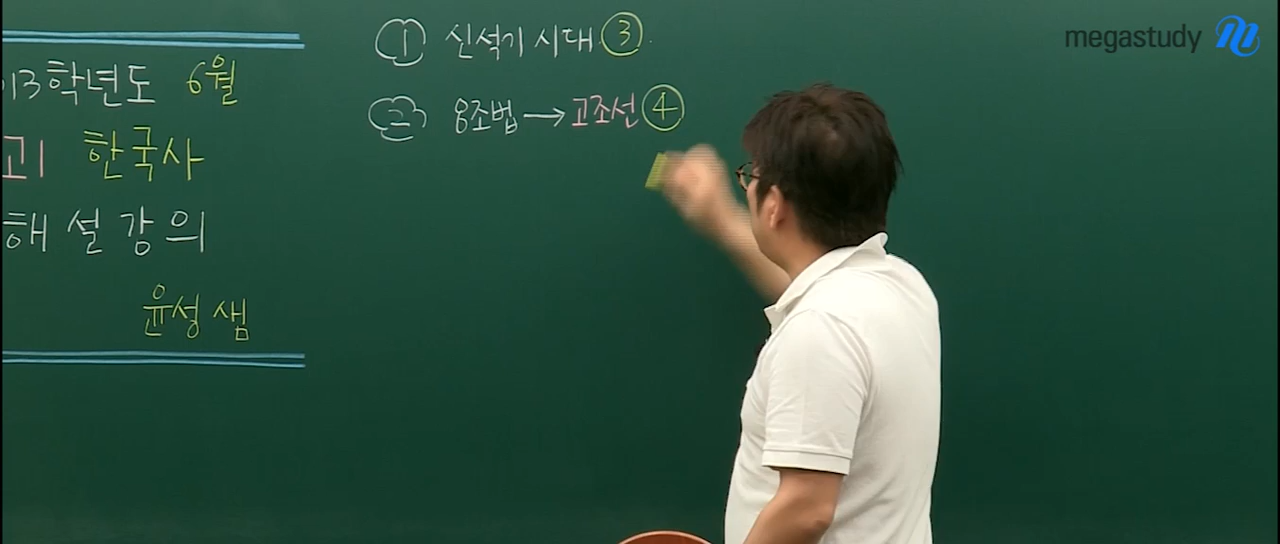 13학년도 6월
고1 한국사
해설강의
윤성 샘
① 신석기 시대 ③
② 8조법 → 고조선 ④
megastudy